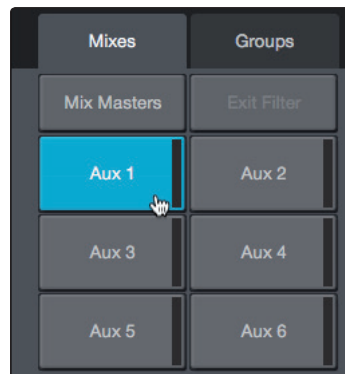 Mixes Groups
Mix Masters Exit Filter
Aux 1 Aux 2
Aux 3 Aux 4
Aux 5 Aux 6